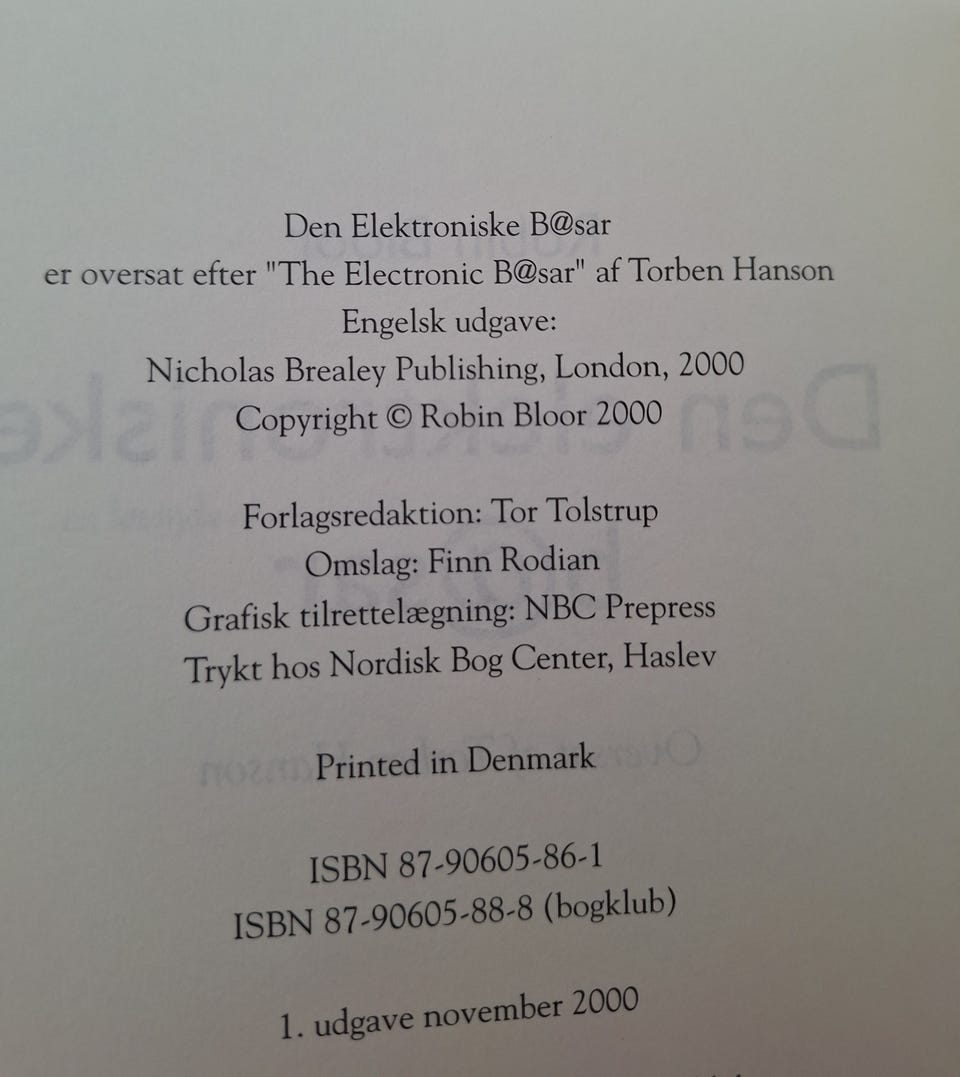 Den Elektroniske B@sar
er oversat efter "The Electronic B@sar" af Torben Hanson
Engelsk udgave:
Nicholas Brealey Publishing, London, 2000
Copyright © Robin Bloor 2000
Forlagsredaktion: Tor Tolstrup
Omslag: Finn Rodian
Grafisk tilrettelægning: NBC Prepress
Trykt hos Nordisk Bog Center, Haslev
Printed in Denmark
ISBN 87-90605-86-1
ISBN 87-90605-88-8 (bogklub)
1. udgave november 2000